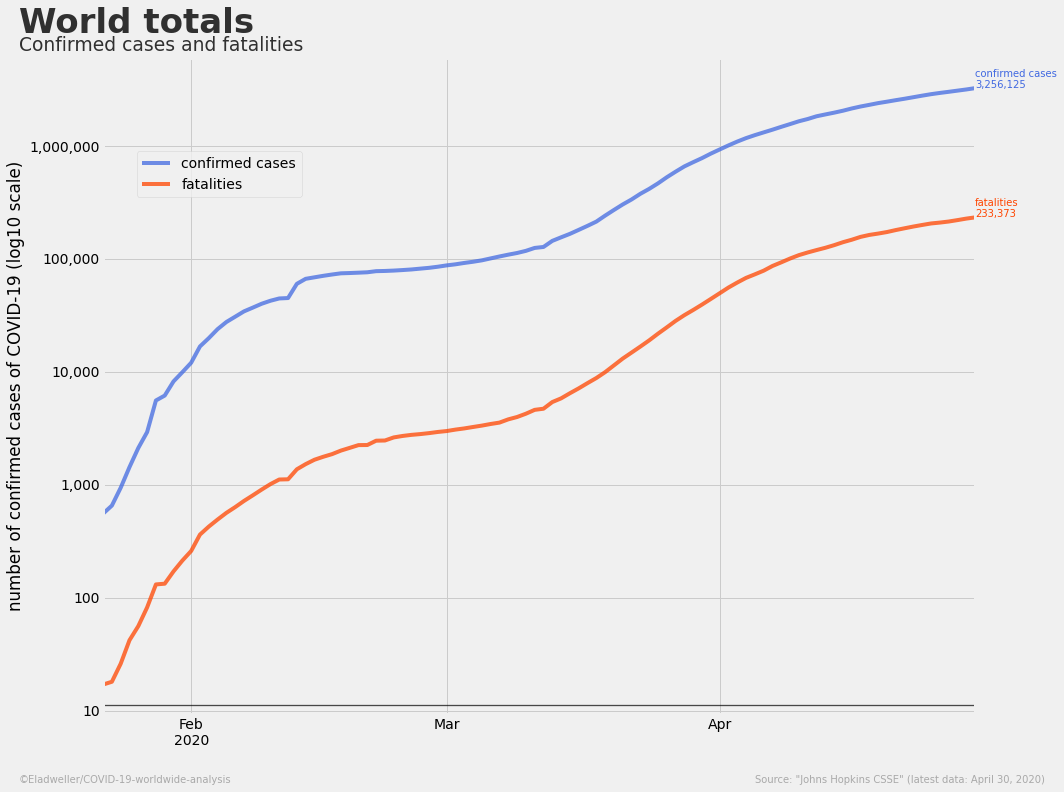 World totals
Confirmed cases and fatalities
confirmed cases
3,256,125
1,000,000
confirmed cases
fatalities
fatalities
233,373
100,000
10,000
1,000
100
10
number of confirmed cases of COVID-19 (log10 scale)
Feb
2020
Mar
Apr
©Eladweller/COVID-19-worldwide-analysis
Source: "Johns Hopkins CSSE" (latest data: April 30, 2020)